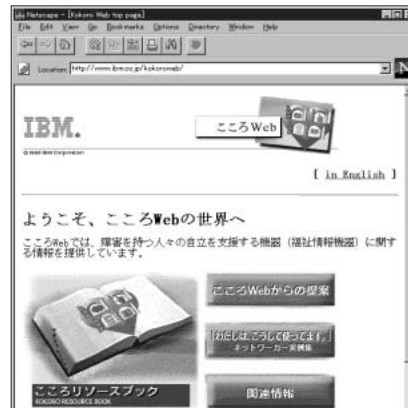 Netscape - [Kokoro Web top page]
File Edit View Go Bookmarks Options Directory Window Help
Location: http://www.ibm.co.jp/kokoroweb/
N
IBM.
こころWeb
[ in English ]
ようこそ、こころWebの世界へ
こころWebでは、障害を持つ人々の自立を支援する機器（福祉情報機器）に関す
る情報を提供しています。
こころWebからの提案
「わたしは、こうして使ってます。」
ネットワーカー実例集
こころリソースブック
KOKORO RESOURCE BOOK
関連情報